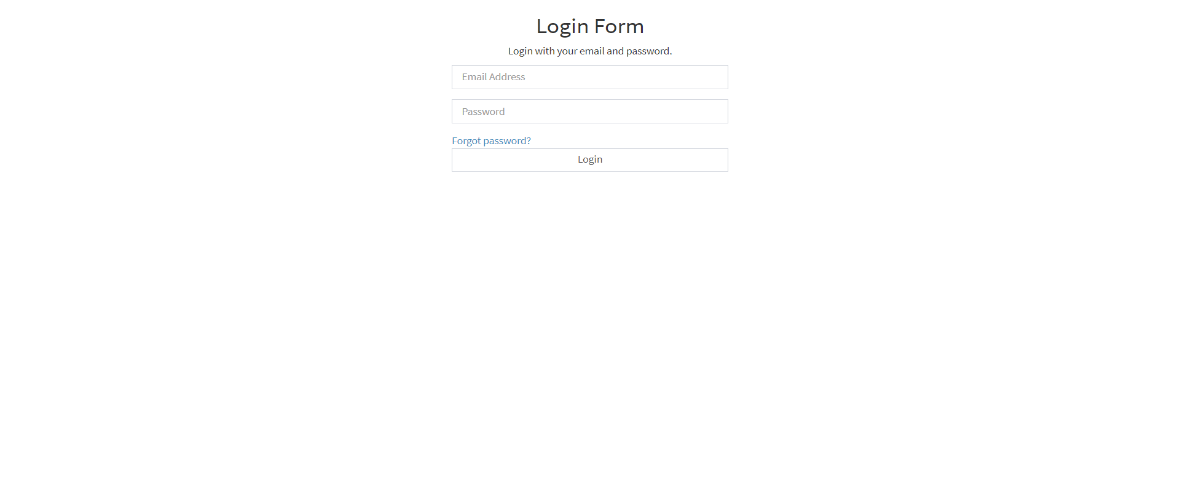 Login Form
Login with your email and password.
Email Address
Password
Forgot password?
Login